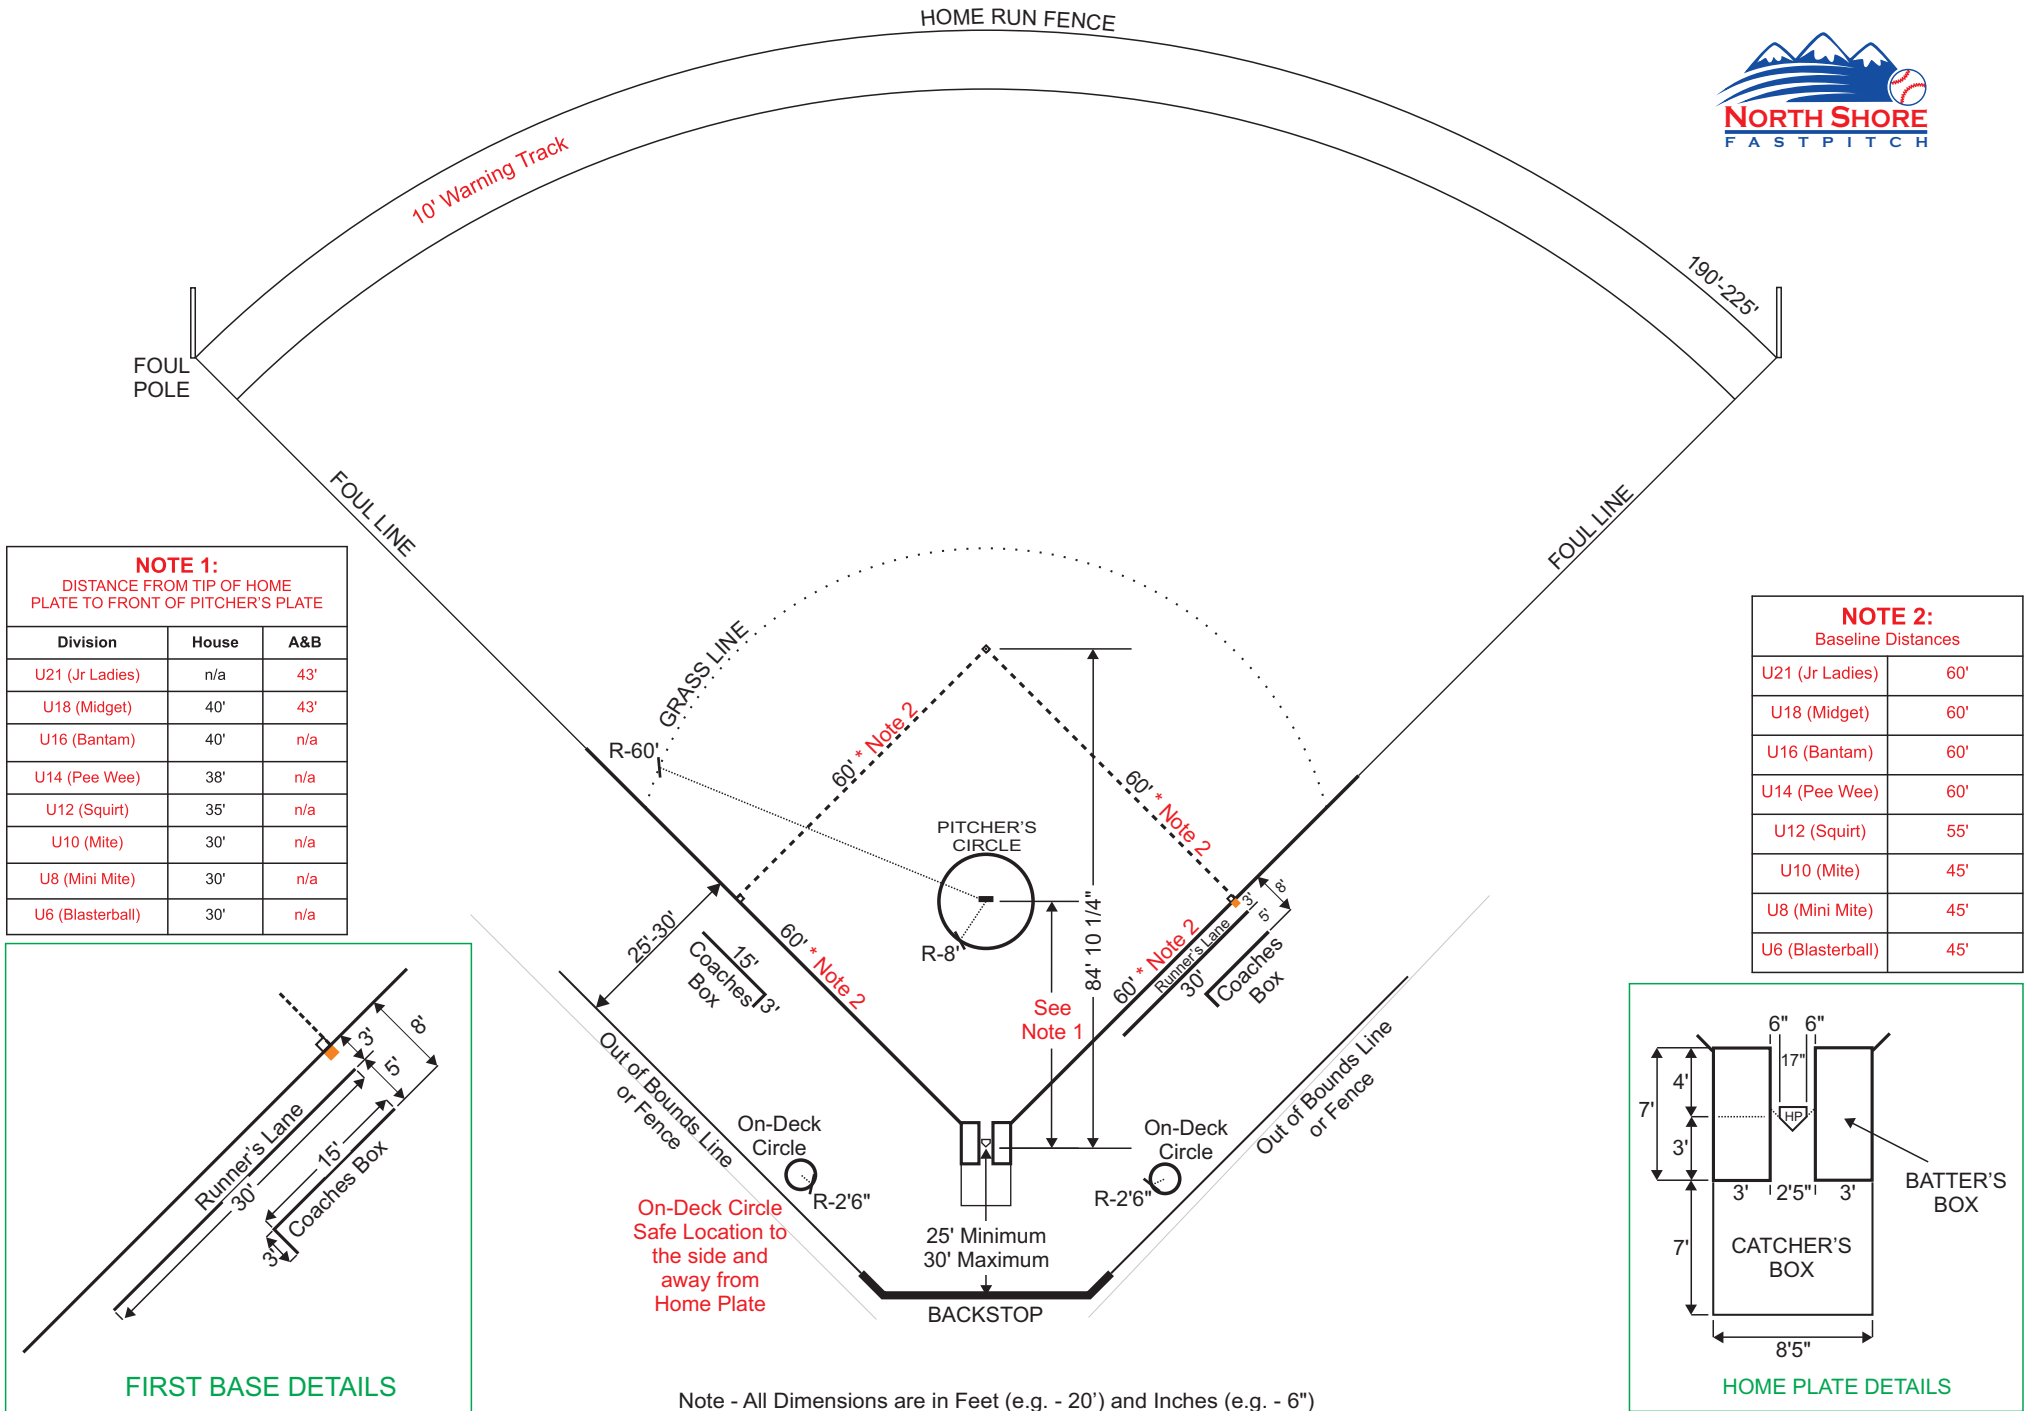 HOME RUN FENCE
NORTH SHORE
FASTPITCH
10' Warning Track
190'-225'
FOUL
POLE
FOUL LINE
FOUL LINE
NOTE 1:
DISTANCE FROM TIP OF HOME
PLATE TO FRONT OF PITCHER'S PLATE
Division House A&B
U21 (Jr Ladies) n/a 43'
U18 (Midget) 40' 43'
U16 (Bantam) 40' n/a
U14 (Pee Wee) 38' n/a
U12 (Squirt) 35' n/a
U10 (Mite) 30' n/a
U8 (Mini Mite) 30' n/a
U6 (Blasterball) 30' n/a
NOTE 2:
Baseline Distances
U21 (Jr Ladies) 60'
U18 (Midget) 60'
U16 (Bantam) 60'
U14 (Pee Wee) 60'
U12 (Squirt) 55'
U10 (Mite) 45'
U8 (Mini Mite) 45'
U6 (Blasterball) 45'
GRASS LINE
R-60'
60' * Note 2
60' * Note 2
PITCHER'S
CIRCLE
R-8'
84' 10 1/4"
See
Note 1
60' * Note 2
60' * Note 2
25'-30'
15'
Coaches
Box
3'
Runner's Lane
30'
3'
8'
5'
Coaches
Box
Out of Bounds Line
or Fence
Out of Bounds Line
or Fence
On-Deck
Circle
R-2'6"
On-Deck
Circle
R-2'6"
On-Deck Circle
Safe Location to
the side and
away from
Home Plate
25' Minimum
30' Maximum
BACKSTOP
Note - All Dimensions are in Feet (e.g. - 20') and Inches (e.g. - 6")
8'
3'
5'
Runner's Lane
30'
15'
Coaches Box
3'
FIRST BASE DETAILS
6" 6"
17"
4'
7'
HP
3'
3' 2'5" 3'
BATTER'S
BOX
7'
CATCHER'S
BOX
8'5"
HOME PLATE DETAILS